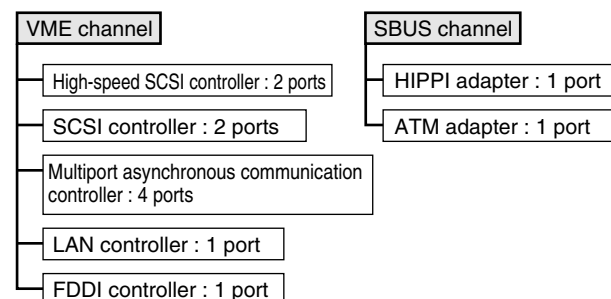 VME channel
High-speed SCSI controller : 2 ports
SCSI controller : 2 ports
Multiport asynchronous communication
controller : 4 ports
LAN controller : 1 port
FDDI controller : 1 port
SBUS channel
HIPPI adapter : 1 port
ATM adapter : 1 port